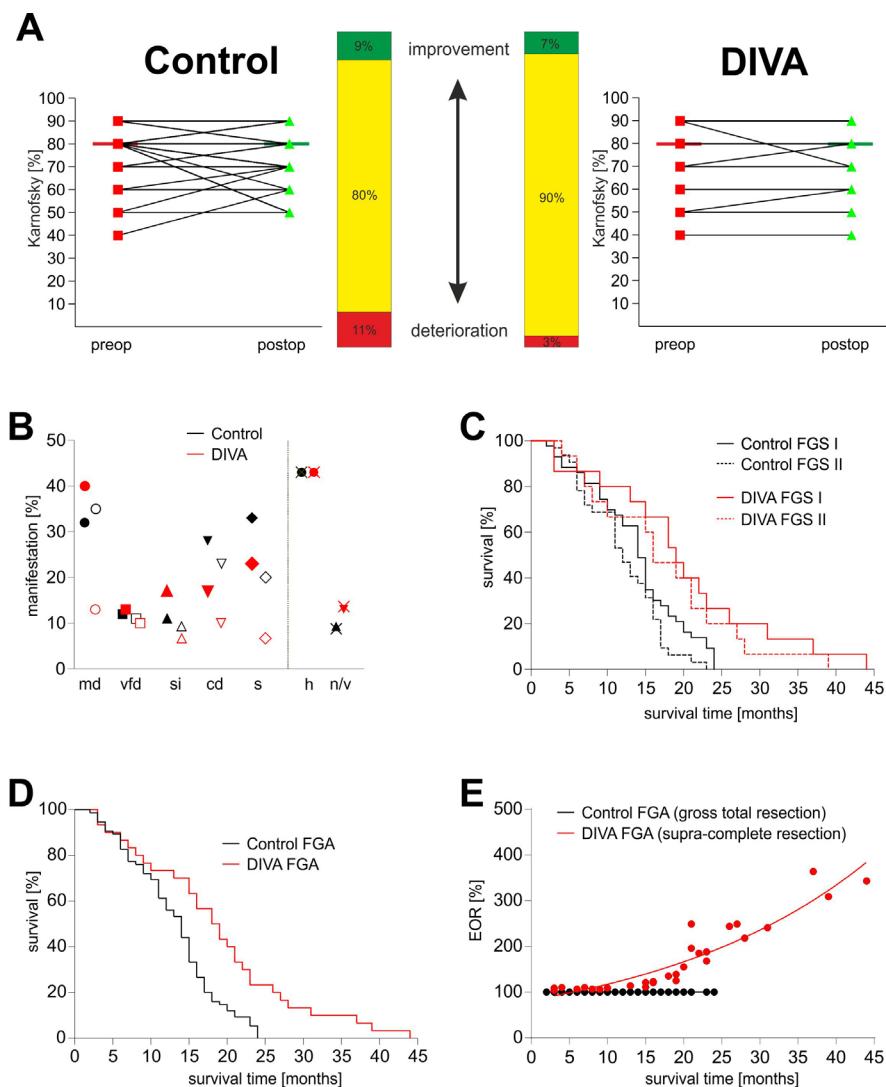 A
Control
9%
improvement
7%
DIVA
Karnofsky [%]
100
90
80
70
60
50
40
30
20
10
preop
postop
80%
11%
deterioration
90%
3%
Karnofsky [%]
100
90
80
70
60
50
40
30
20
10
preop
postop
B
manifestation [%]
50
40
30
20
10
0
Control
DIVA
md vfd si cd s h n/v
C
survival [%]
100
80
60
40
20
0
Control FGS I
Control FGS II
DIVA FGS I
DIVA FGS II
0 5 10 15 20 25 30 35 40 45
survival time [months]
D
survival [%]
100
80
60
40
20
0
Control FGA
DIVA FGA
0 5 10 15 20 25 30 35 40 45
survival time [months]
E
EOR [%]
500
400
300
200
100
0
Control FGA (gross total resection)
DIVA FGA (supra-complete resection)
0 5 10 15 20 25 30 35 40 45
survival time [months]